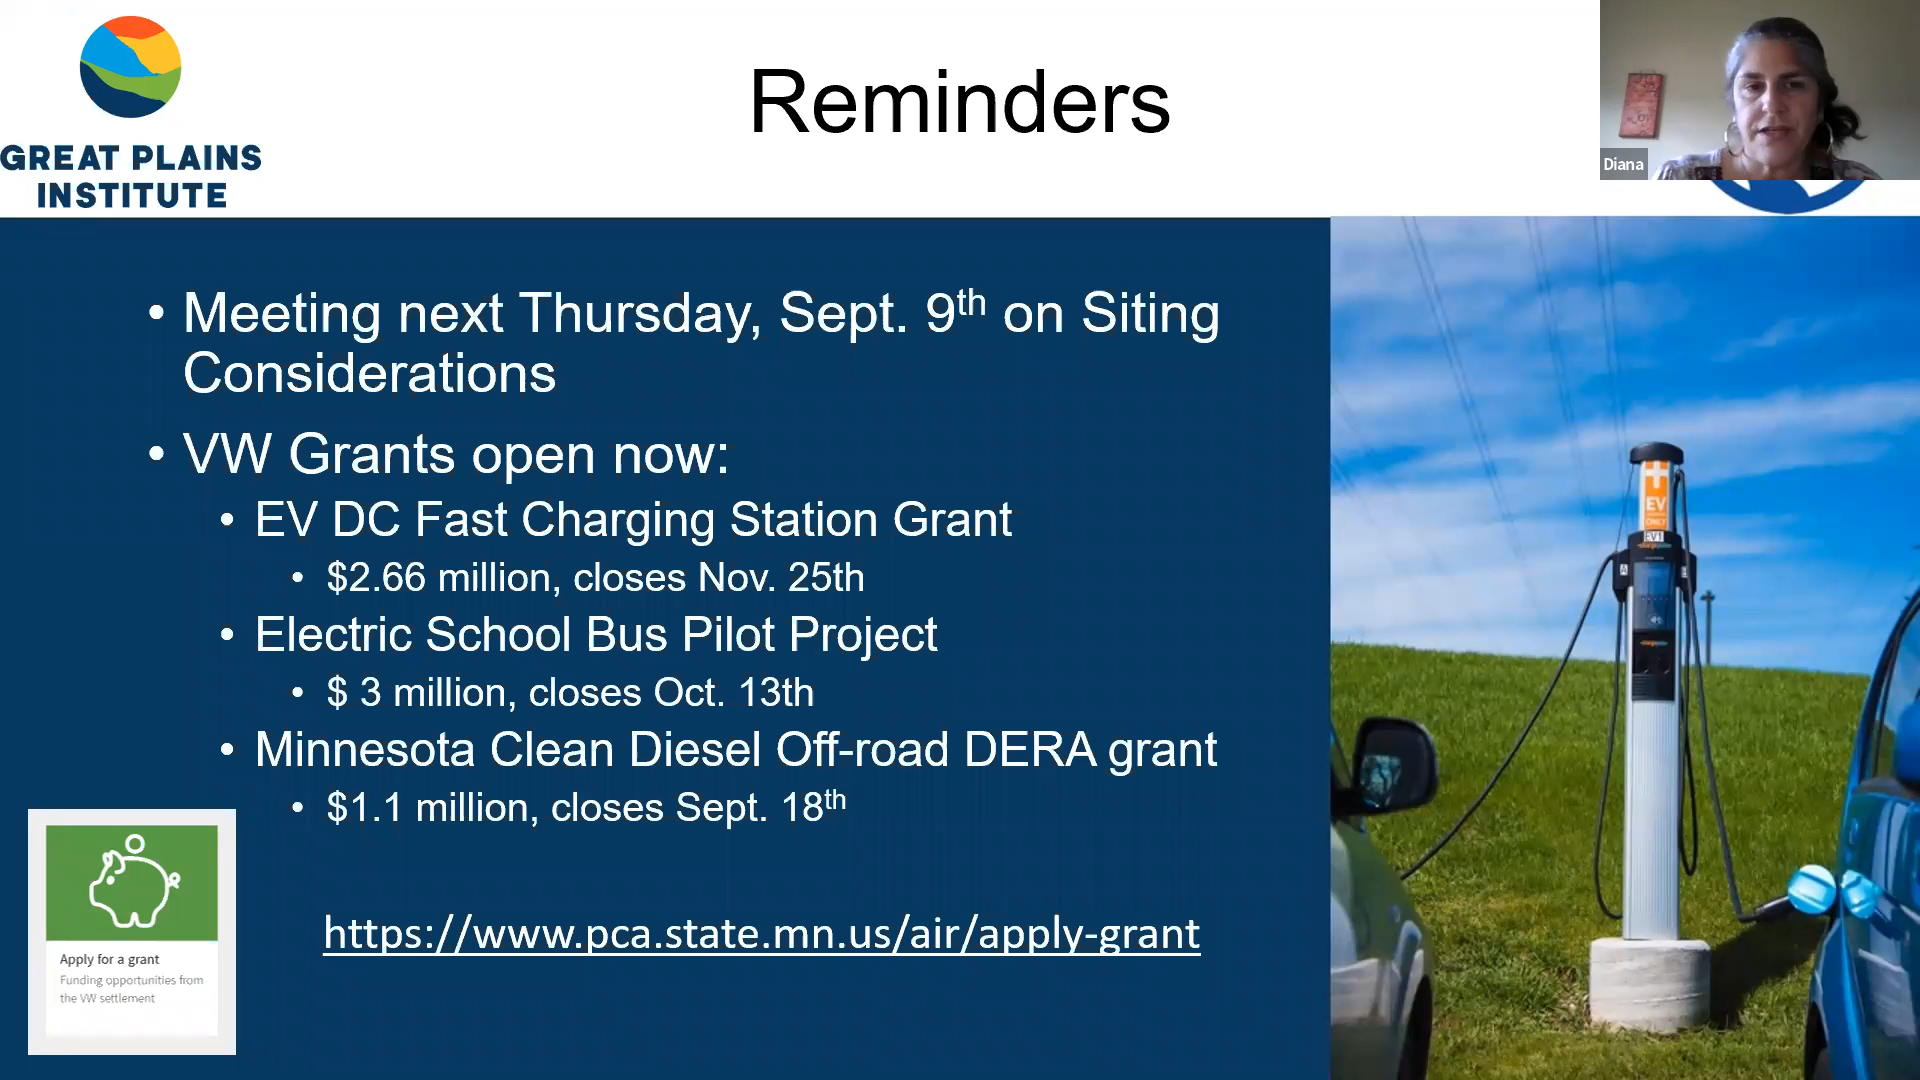 GREAT PLAINS
INSTITUTE
Reminders
Diana
• Meeting next Thursday, Sept. 9th on Siting
Considerations
• VW Grants open now:
• EV DC Fast Charging Station Grant
• $2.66 million, closes Nov. 25th
• Electric School Bus Pilot Project
• $ 3 million, closes Oct. 13th
• Minnesota Clean Diesel Off-road DERA grant
• $1.1 million, closes Sept. 18th
https://www.pca.state.mn.us/air/apply-grant
Apply for a grant
Funding opportunities from
the VW settlement
EV
ONLY
EV1
A